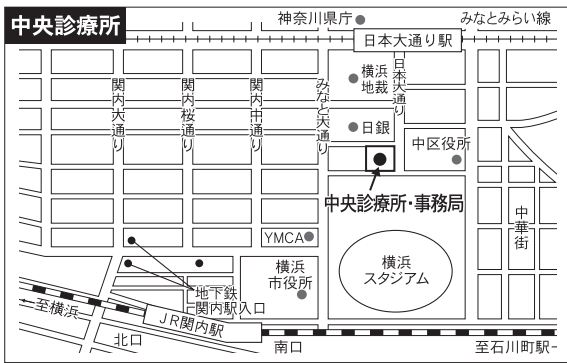 中央診療所
神奈川県庁
みなとみらい線
日本大通り駅
関内大通り
関内桜通り
関内中通り
みなと大通り
横浜
地裁
日本大通り
日銀
中区役所
中央診療所・事務局
中華街
YMCA
横浜
市役所
横浜
スタジアム
地下鉄
関内駅入口
至横浜
JR関内駅
北口
南口
至石川町駅